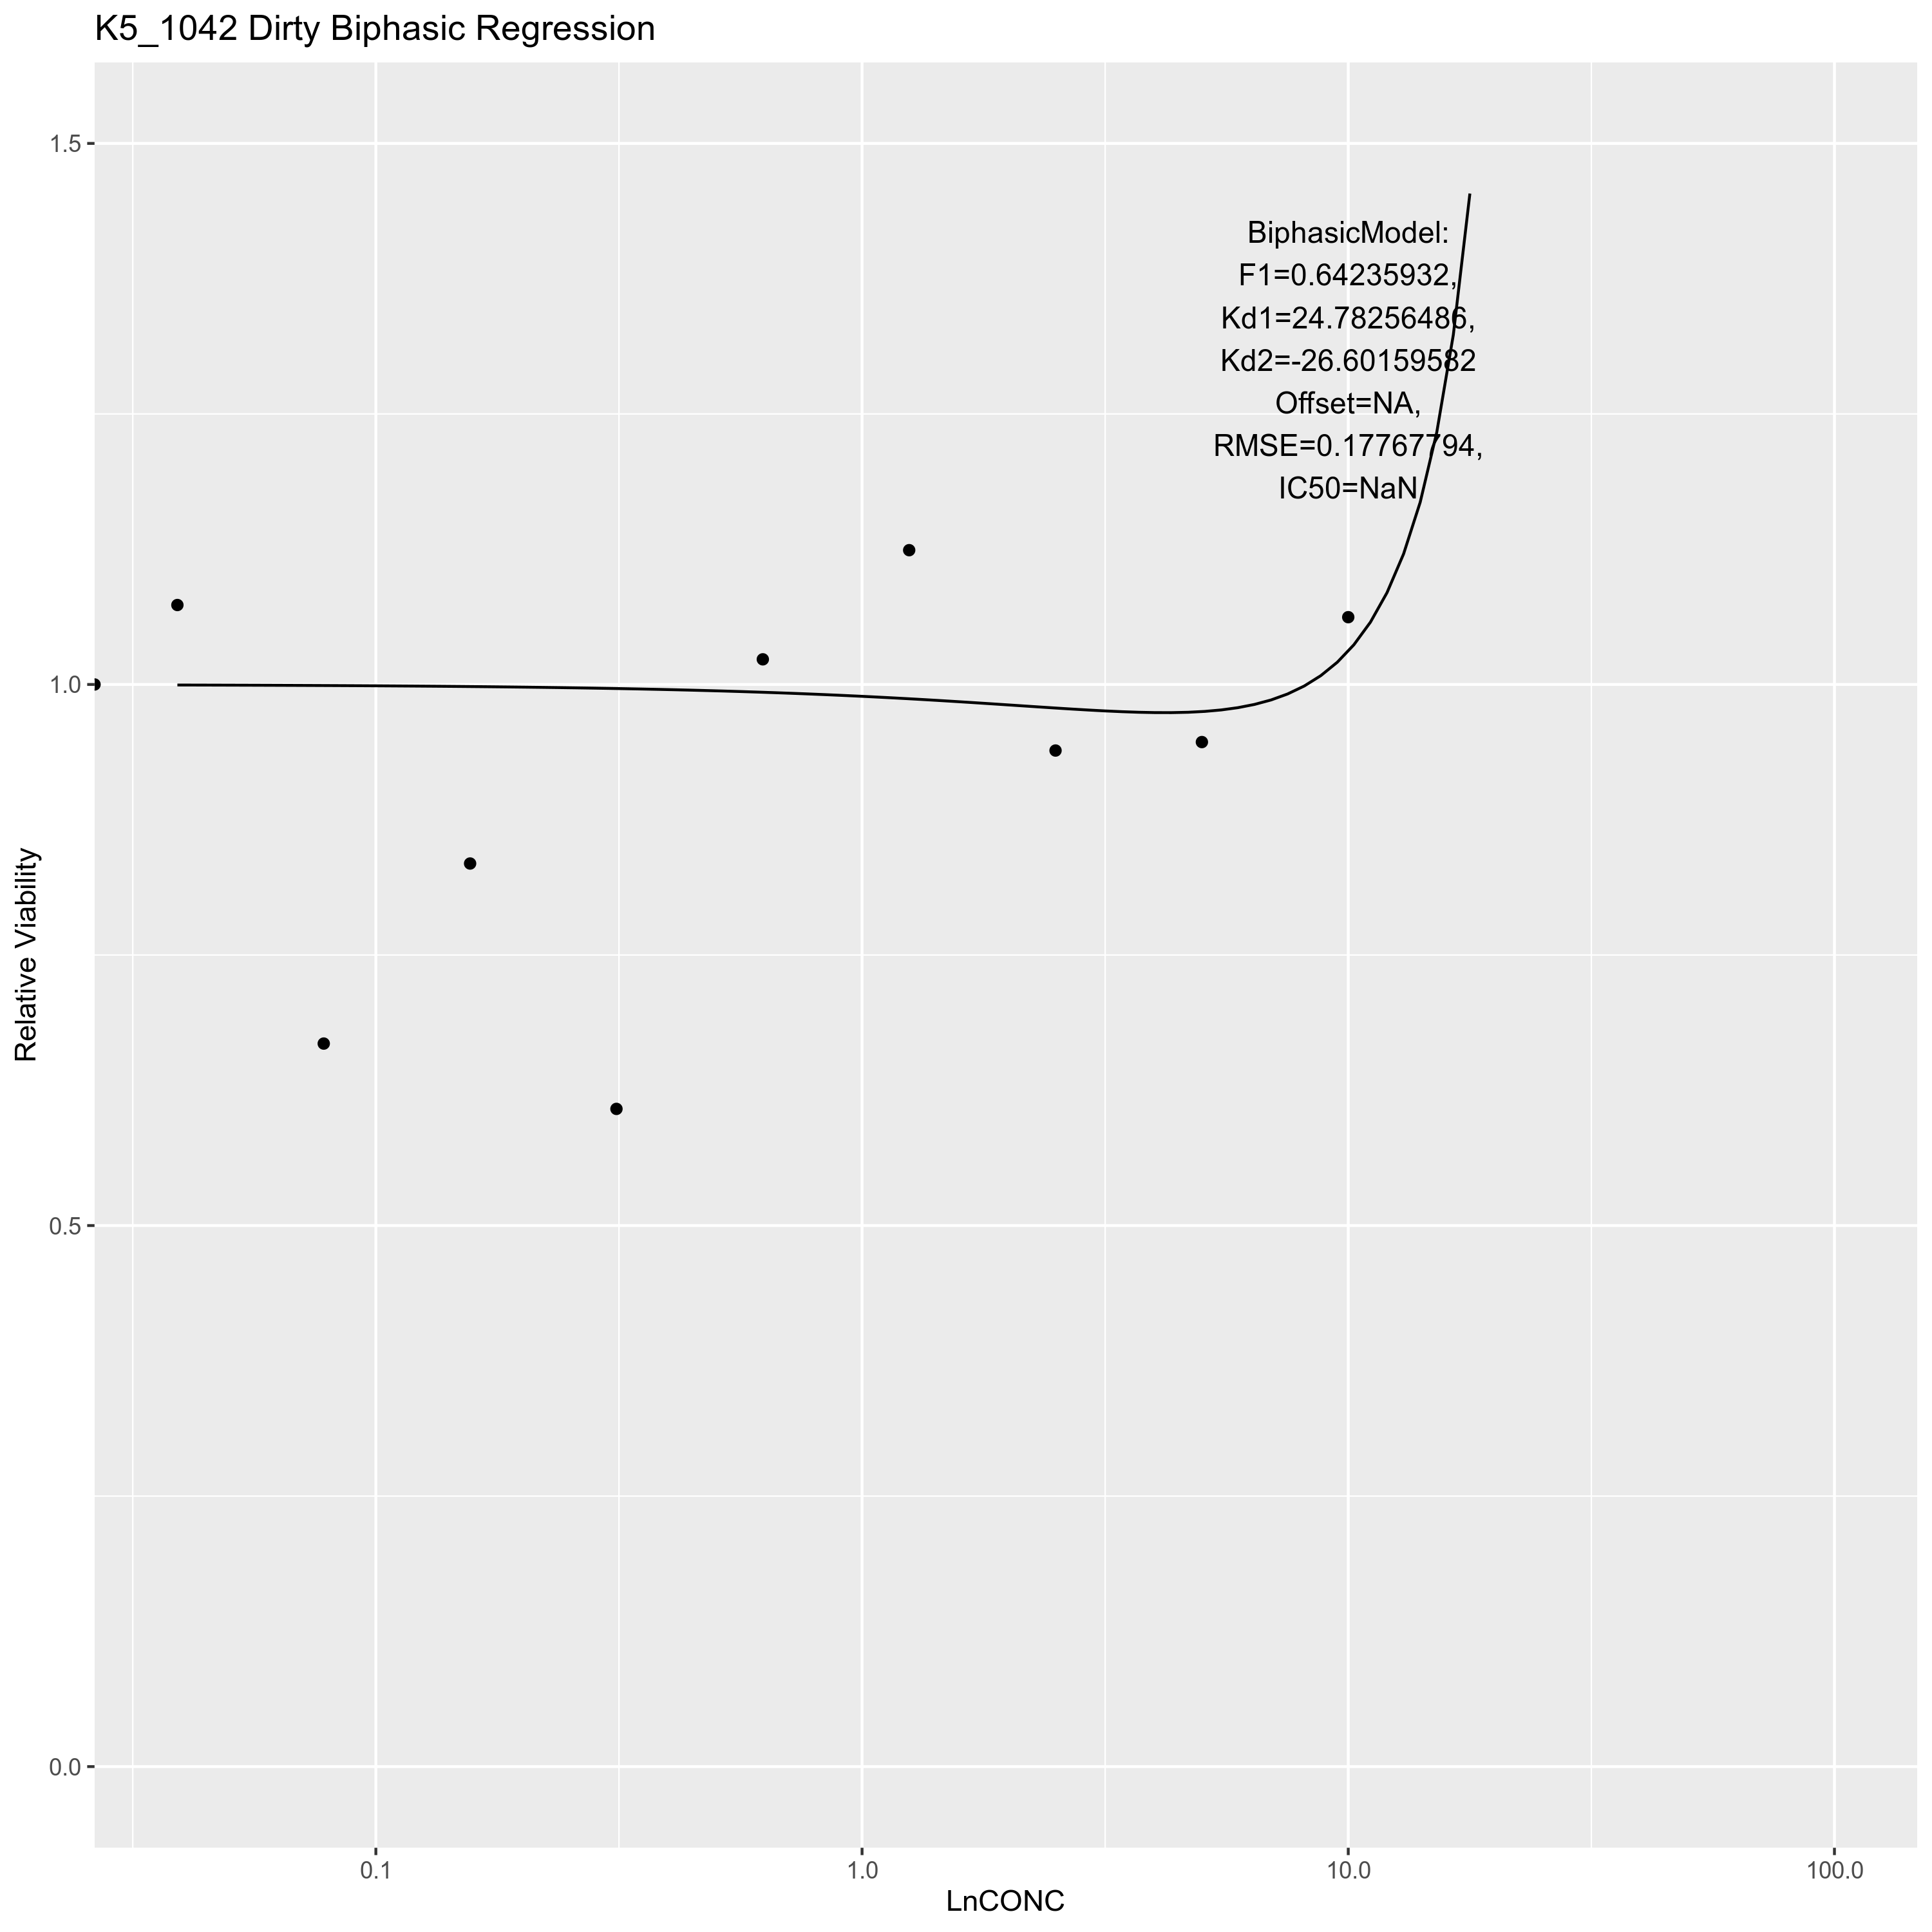 K5_1042 Dirty Biphasic Regression
1.5
BiphasicModel:
F1=0.64235932,
Kd1=24.78256486,
Kd2=-26.60159582
Offset=NA,
RMSE=0.17767794,
IC50=NaN
1.0
Relative Viability
0.5
0.0
0.1 1.0 10.0 100.0
LnCONC